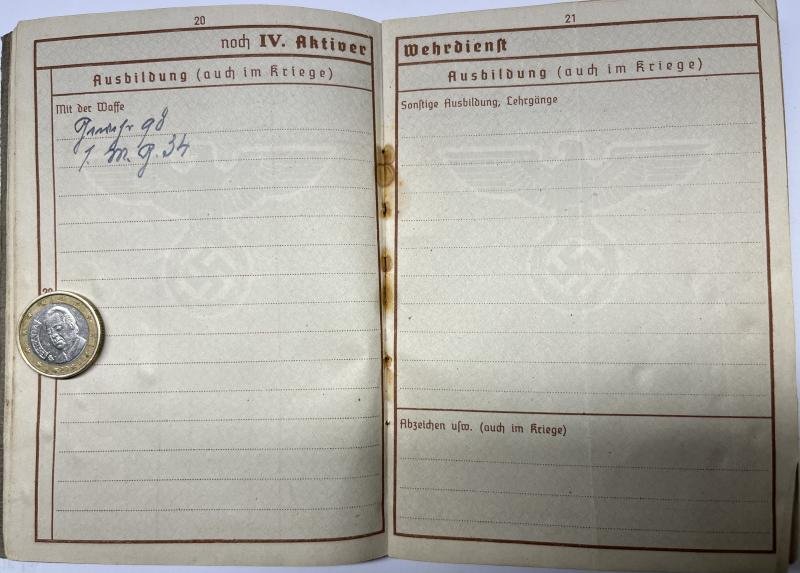 20
noch IV. Aktiver
Ausbildung (auch im Kriege)
Mit der Waffe
Gewehr 98
l. M. G. 34
21
Wehrdienst
Ausbildung (auch im Kriege)
Sonstige Ausbildung, Lehrgänge
Abzeichen usw. (auch im Kriege)